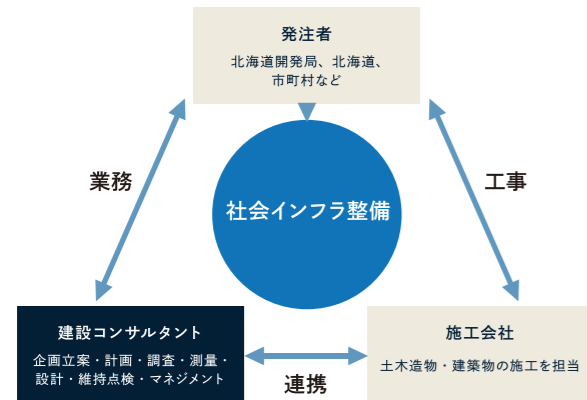 発注者
北海道開発局、北海道、
市町村など
業務
工事
社会インフラ整備
建設コンサルタント
企画立案・計画・調査・測量・
設計・維持点検・マネジメント
連携
施工会社
土木造物・建築物の施工を担当